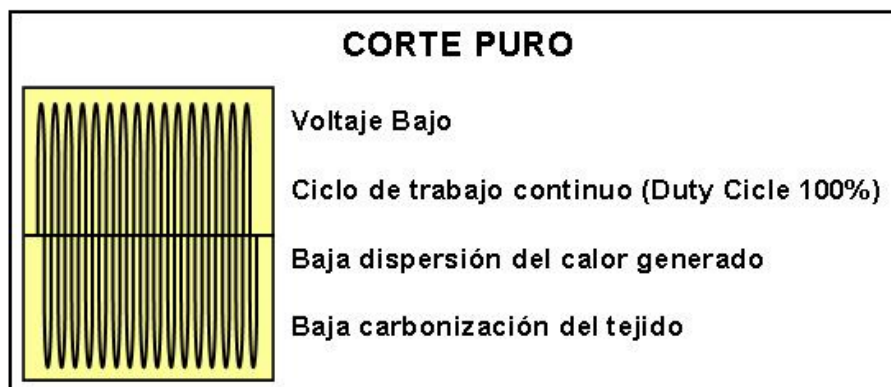 CORTE PURO
Voltaje Bajo
Ciclo de trabajo continuo (Duty Cicle 100%)
Baja dispersión del calor generado
Baja carbonización del tejido